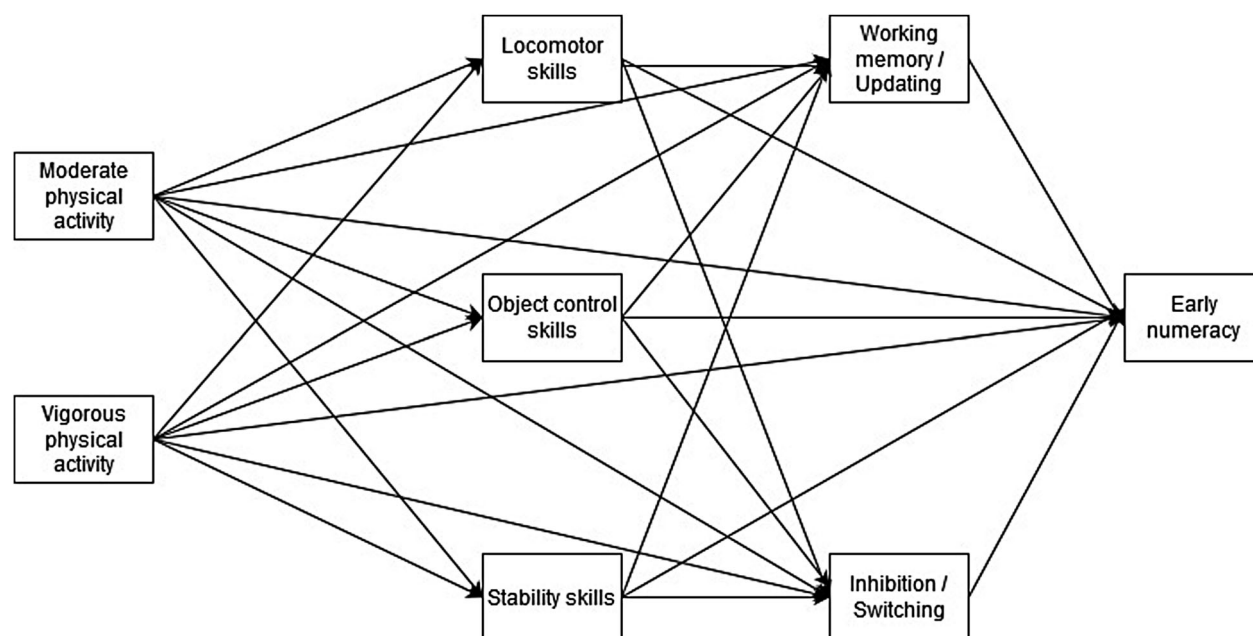 Locomotor
skills
Working
memory /
Updating
Moderate
physical
activity
Object control
skills
Early
numeracy
Vigorous
physical
activity
Stability skills
Inhibition /
Switching